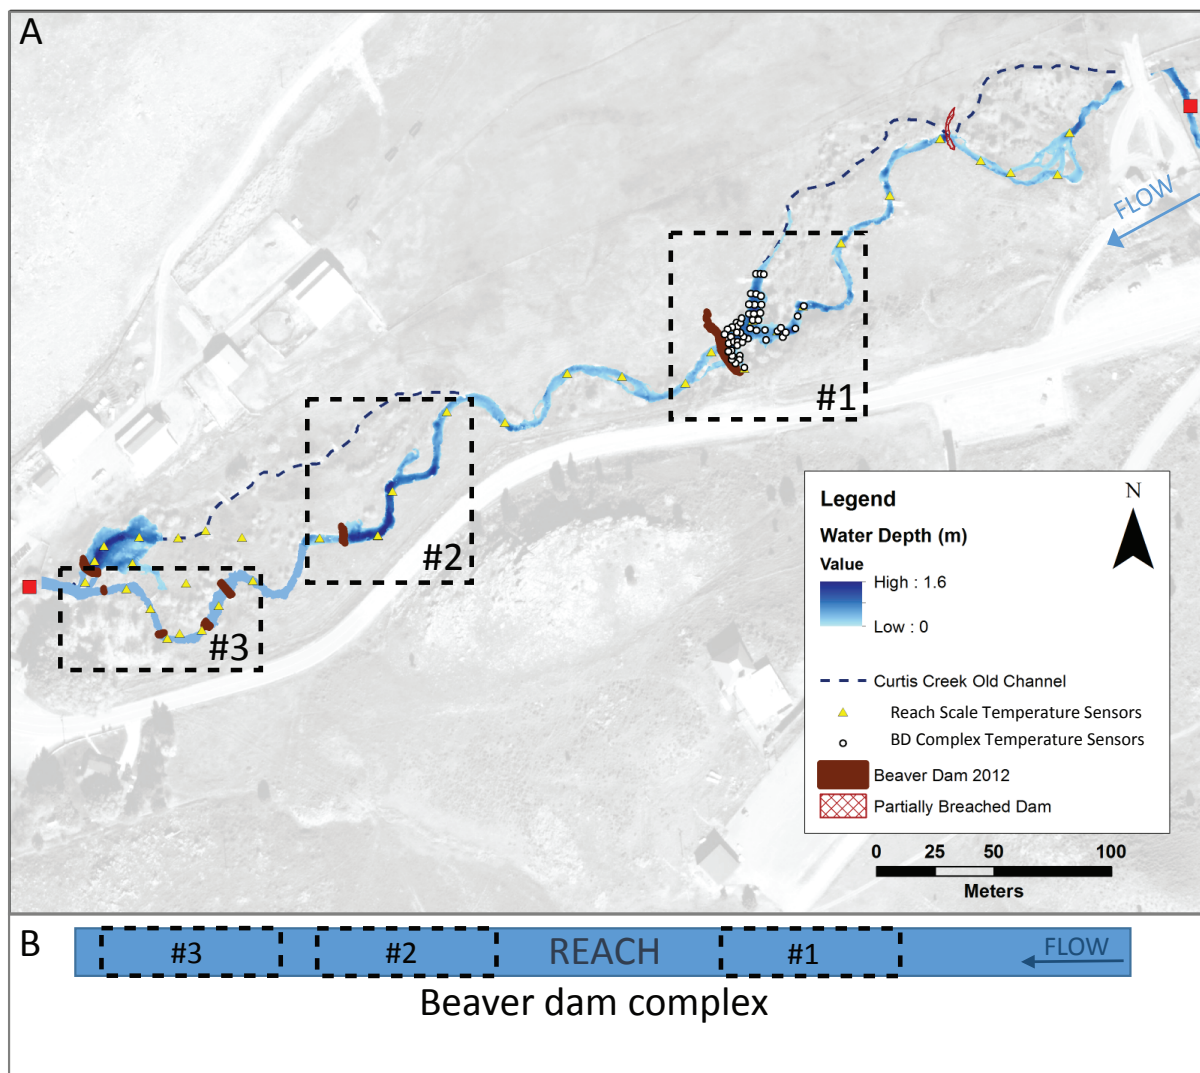 A
FLOW
#1
#2
#3
Legend
Water Depth (m)
Value
High : 1.6
Low : 0
N
Curtis Creek Old Channel
Reach Scale Temperature Sensors
BD Complex Temperature Sensors
Beaver Dam 2012
Partially Breached Dam
0 25 50 100
Meters
B
#3 #2 REACH #1 FLOW
Beaver dam complex